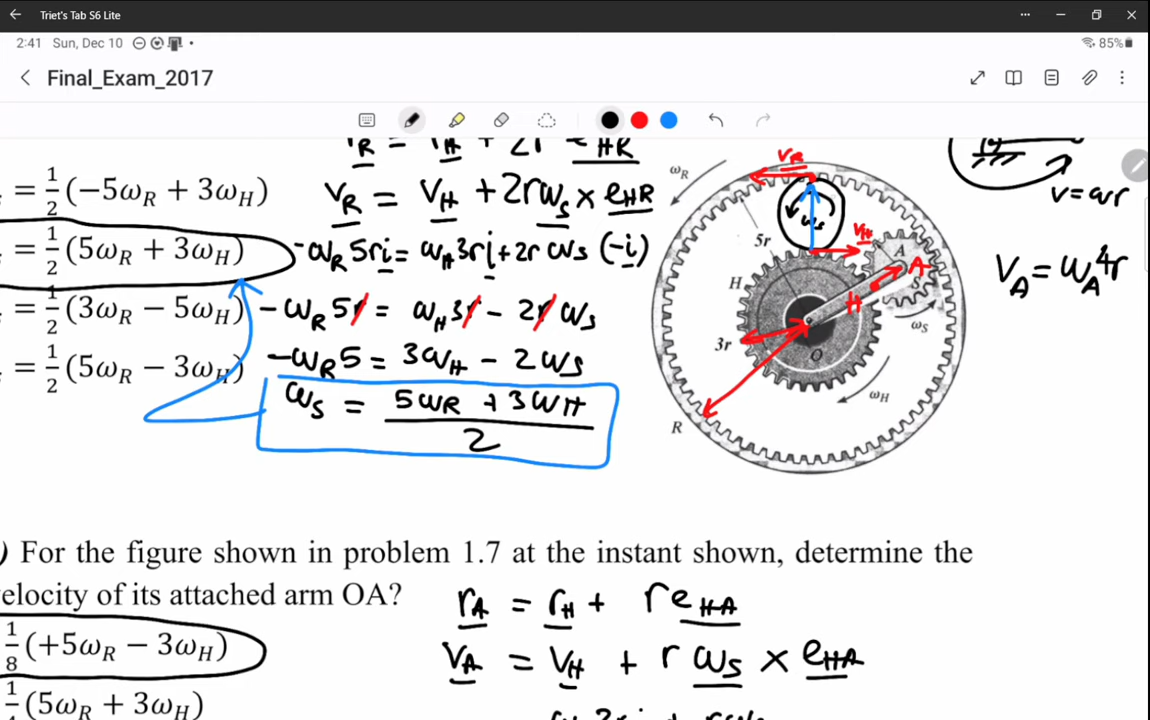 Triet's Tab S6 Lite
2:41 Sun, Dec 10 85%
Final_Exam_2017
= 1/2(−5ω_R + 3ω_H)
= 1/2(5ω_R + 3ω_H)
= 1/2(3ω_R − 5ω_H)
= 1/2(5ω_R − 3ω_H)
V_R = V_H + 2rω_s × e_HR
-ω_R 5r i = ω_H 3r i + 2r ω_s (-i)
-ω_R 5r = ω_H 3r - 2r ω_s
-ω_R 5 = 3ω_H - 2ω_s
ω_s = (5ω_R + 3ω_H)/2
ω_R
V_R
ω_s
5r
V_H
H
A
A
H
S
ω_S
3r
O
ω_H
R
v=ωr
V_A = ω_A 4r
) For the figure shown in problem 1.7 at the instant shown, determine the
elocity of its attached arm OA?
1/8(+5ω_R − 3ω_H)
1/4(5ω_R + 3ω_H)
r_A = r_H + r e_HA
V_A = V_H + r ω_s × e_HA